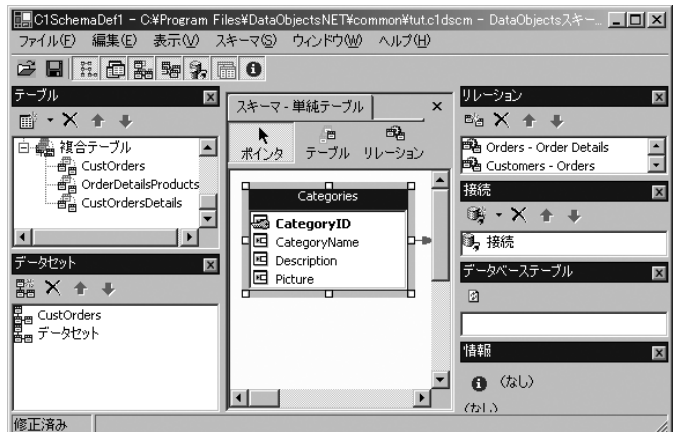 C1SchemaDef1 - C:¥Program Files¥DataObjectsNET¥common¥tut.c1dscm - DataObjectsスキー...
ファイル(F) 編集(E) 表示(V) スキーマ(S) ウィンドウ(W) ヘルプ(H)
テーブル
複合テーブル
CustOrders
OrderDetailsProducts
CustOrdersDetails
データセット
CustOrders
データセット
スキーマ - 単純テーブル
ポインタ テーブル リレーション
Categories
CategoryID
CategoryName
Description
Picture
リレーション
Orders - Order Details
Customers - Orders
接続
接続
データベーステーブル
情報
(なし)
(なし)
修正済み